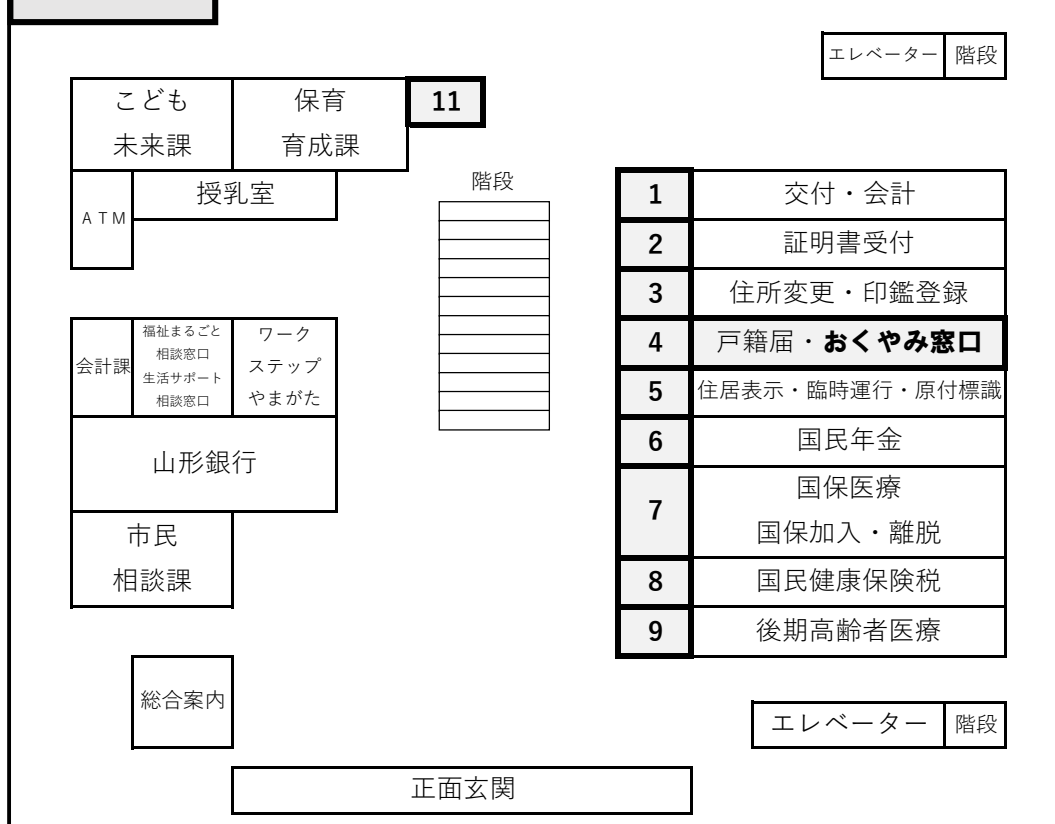 エレベーター 階段
こども 保育 11
未来課 育成課
授乳室
ATM
階段
1 交付・会計
2 証明書受付
3 住所変更・印鑑登録
4 戸籍届・おくやみ窓口
5 住居表示・臨時運行・原付標識
6 国民年金
7 国保医療
国保加入・離脱
8 国民健康保険税
9 後期高齢者医療
会計課
福祉まるごと
相談窓口
生活サポート
相談窓口
ワーク
ステップ
やまがた
山形銀行
市民
相談課
総合案内
エレベーター 階段
正面玄関